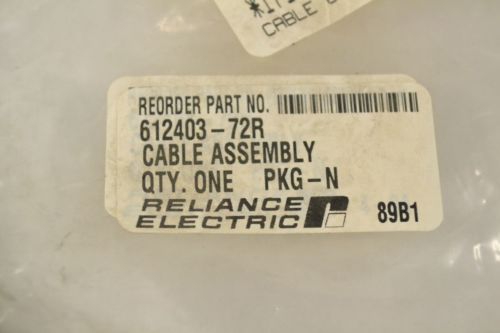 CABLE
REORDER PART NO.
612403-72R
CABLE ASSEMBLY
QTY. ONE PKG-N
RELIANCE
ELECTRIC
89B1